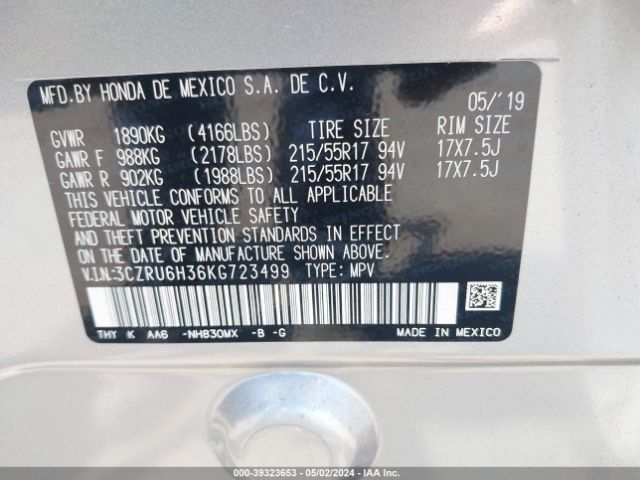 MFD.BY HONDA DE MEXICO S.A. DE C.V.
05/'19
GVWR 1890KG (4166LBS) TIRE SIZE RIM SIZE
GAWR F 988KG (2178LBS) 215/55R17 94V 17X7.5J
GAWR R 902KG (1988LBS) 215/55R17 94V 17X7.5J
THIS VEHICLE CONFORMS TO ALL APPLICABLE
FEDERAL MOTOR VEHICLE SAFETY
AND THEFT PREVENTION STANDARDS IN EFFECT
ON THE DATE OF MANUFACTURE SHOWN ABOVE.
V.I.N.:3CZRU6H36KG723499 TYPE: MPV
THY K AA6 -NH830MX -B -G MADE IN MEXICO
000-39323653 - 05/02/2024 - IAAI.COM